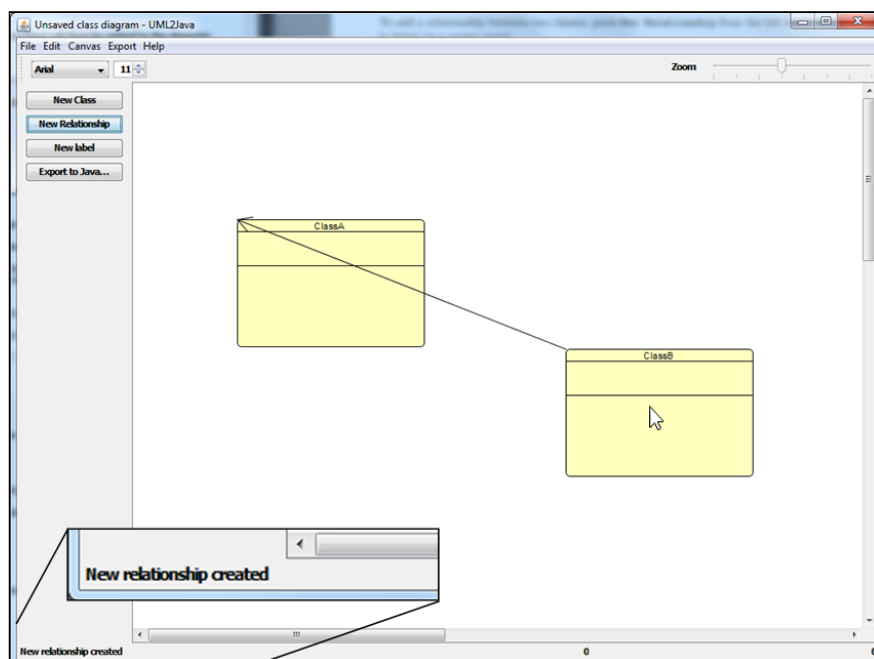 Unsaved class diagram - UML2Java
File Edit Canvas Export Help
Arial 11 Zoom
New Class
New Relationship
New label
Export to Java...
ClassA
ClassB
New relationship created
New relationship created 0